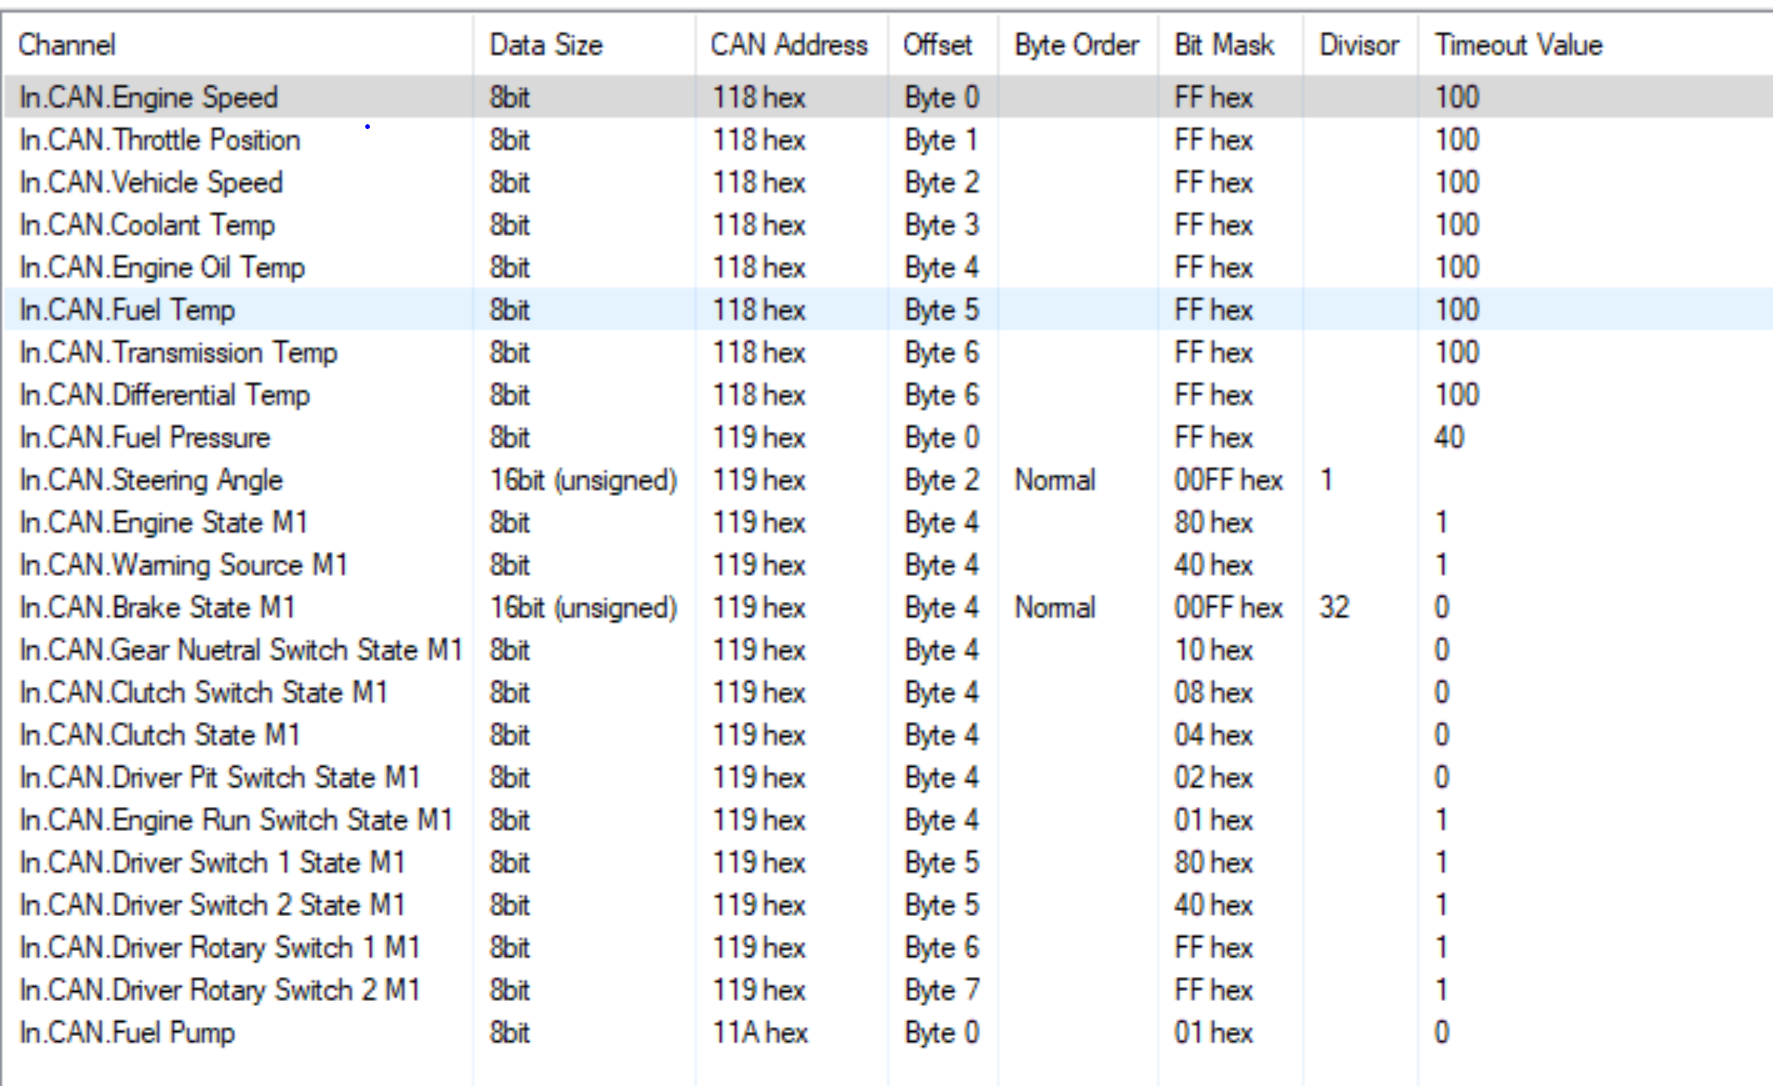 Channel Data Size CAN Address Offset Byte Order Bit Mask Divisor Timeout Value
In.CAN.Engine Speed 8bit 118 hex Byte 0 FF hex 100
In.CAN.Throttle Position 8bit 118 hex Byte 1 FF hex 100
In.CAN.Vehicle Speed 8bit 118 hex Byte 2 FF hex 100
In.CAN.Coolant Temp 8bit 118 hex Byte 3 FF hex 100
In.CAN.Engine Oil Temp 8bit 118 hex Byte 4 FF hex 100
In.CAN.Fuel Temp 8bit 118 hex Byte 5 FF hex 100
In.CAN.Transmission Temp 8bit 118 hex Byte 6 FF hex 100
In.CAN.Differential Temp 8bit 118 hex Byte 6 FF hex 100
In.CAN.Fuel Pressure 8bit 119 hex Byte 0 FF hex 40
In.CAN.Steering Angle 16bit (unsigned) 119 hex Byte 2 Normal 00FF hex 1
In.CAN.Engine State M1 8bit 119 hex Byte 4 80 hex 1
In.CAN.Warning Source M1 8bit 119 hex Byte 4 40 hex 1
In.CAN.Brake State M1 16bit (unsigned) 119 hex Byte 4 Normal 00FF hex 32 0
In.CAN.Gear Nuetral Switch State M1 8bit 119 hex Byte 4 10 hex 0
In.CAN.Clutch Switch State M1 8bit 119 hex Byte 4 08 hex 0
In.CAN.Clutch State M1 8bit 119 hex Byte 4 04 hex 0
In.CAN.Driver Pit Switch State M1 8bit 119 hex Byte 4 02 hex 0
In.CAN.Engine Run Switch State M1 8bit 119 hex Byte 4 01 hex 1
In.CAN.Driver Switch 1 State M1 8bit 119 hex Byte 5 80 hex 1
In.CAN.Driver Switch 2 State M1 8bit 119 hex Byte 5 40 hex 1
In.CAN.Driver Rotary Switch 1 M1 8bit 119 hex Byte 6 FF hex 1
In.CAN.Driver Rotary Switch 2 M1 8bit 119 hex Byte 7 FF hex 1
In.CAN.Fuel Pump 8bit 11A hex Byte 0 01 hex 0